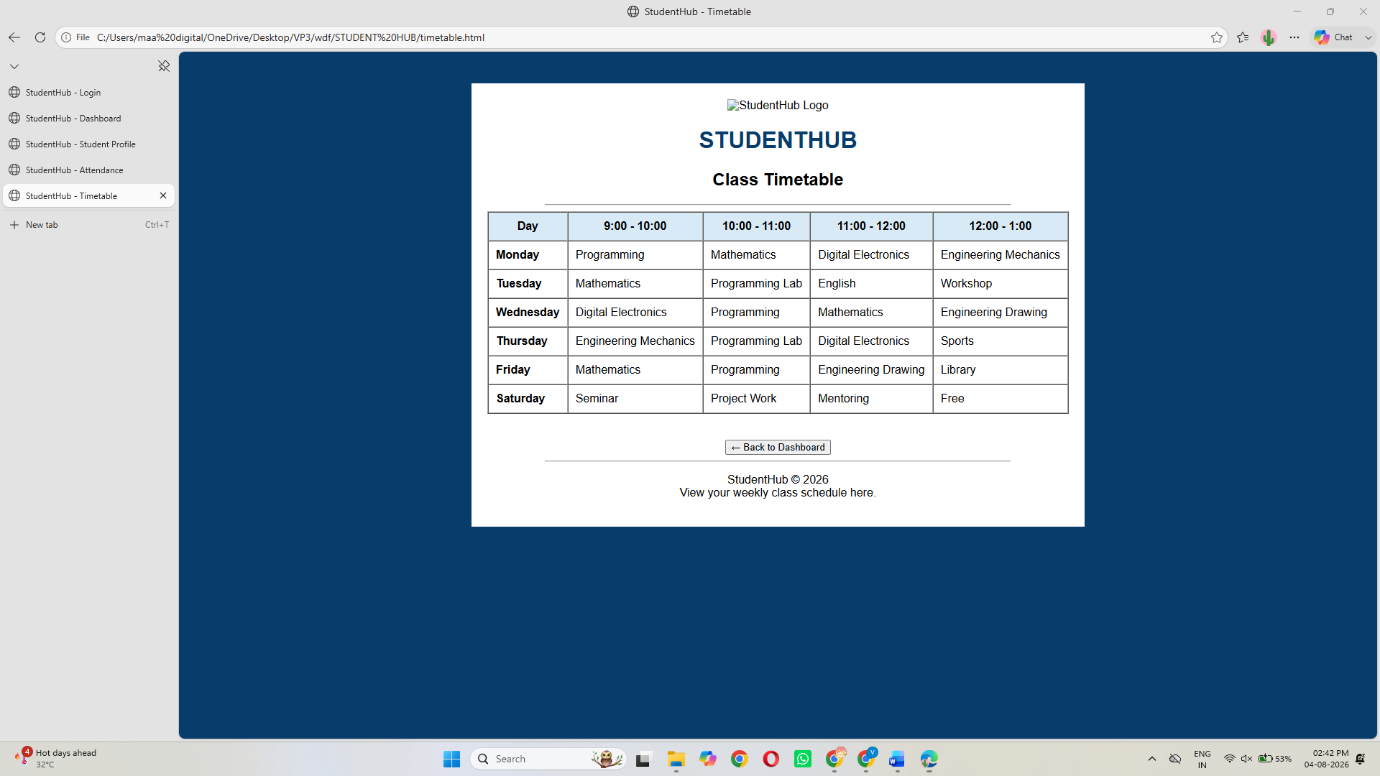 StudentHub - Timetable
File C:/Users/maa%20digital/OneDrive/Desktop/VP3/wdf/STUDENT%20HUB/timetable.html
Chat
StudentHub - Login
StudentHub - Dashboard
StudentHub - Student Profile
StudentHub - Attendance
StudentHub - Timetable
New tab Ctrl+T
StudentHub Logo
STUDENTHUB
Class Timetable
Day 9:00 - 10:00 10:00 - 11:00 11:00 - 12:00 12:00 - 1:00
Monday Programming Mathematics Digital Electronics Engineering Mechanics
Tuesday Mathematics Programming Lab English Workshop
Wednesday Digital Electronics Programming Mathematics Engineering Drawing
Thursday Engineering Mechanics Programming Lab Digital Electronics Sports
Friday Mathematics Programming Engineering Drawing Library
Saturday Seminar Project Work Mentoring Free
← Back to Dashboard
StudentHub © 2026
View your weekly class schedule here.
4
Hot days ahead
32°C
Search
V
W
ENG
IN
53%
02:42 PM
04-08-2026